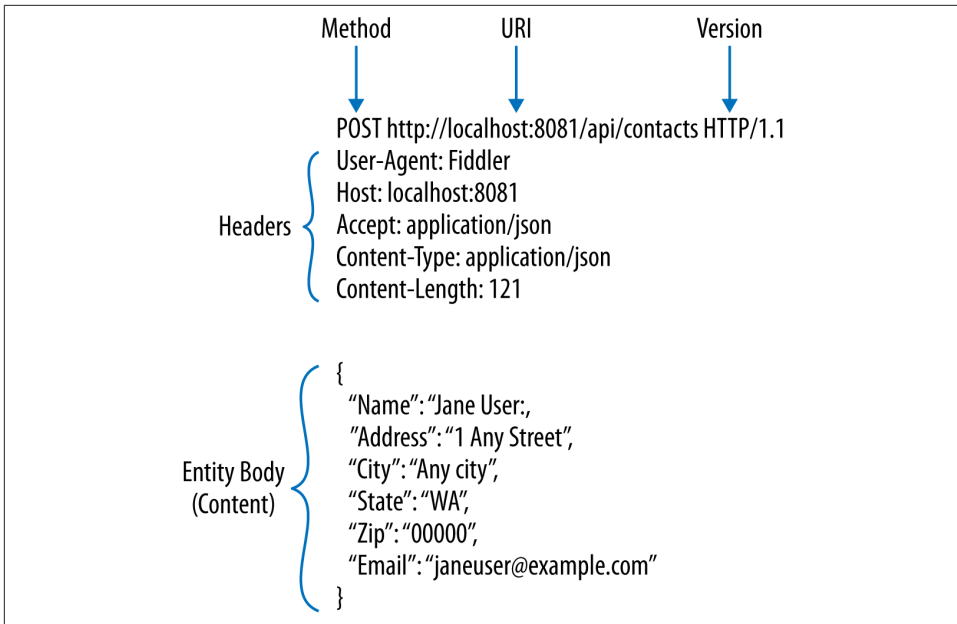 Method URI Version
POST http://localhost:8081/api/contacts HTTP/1.1
User-Agent: Fiddler
Host: localhost:8081
Headers
Accept: application/json
Content-Type: application/json
Content-Length: 121
{
“Name”: “Jane User:,
”Address”: “1 Any Street”,
“City”: “Any city”,
Entity Body
(Content)
“State”: “WA”,
“Zip”: “00000”,
“Email”: “janeuser@example.com”
}